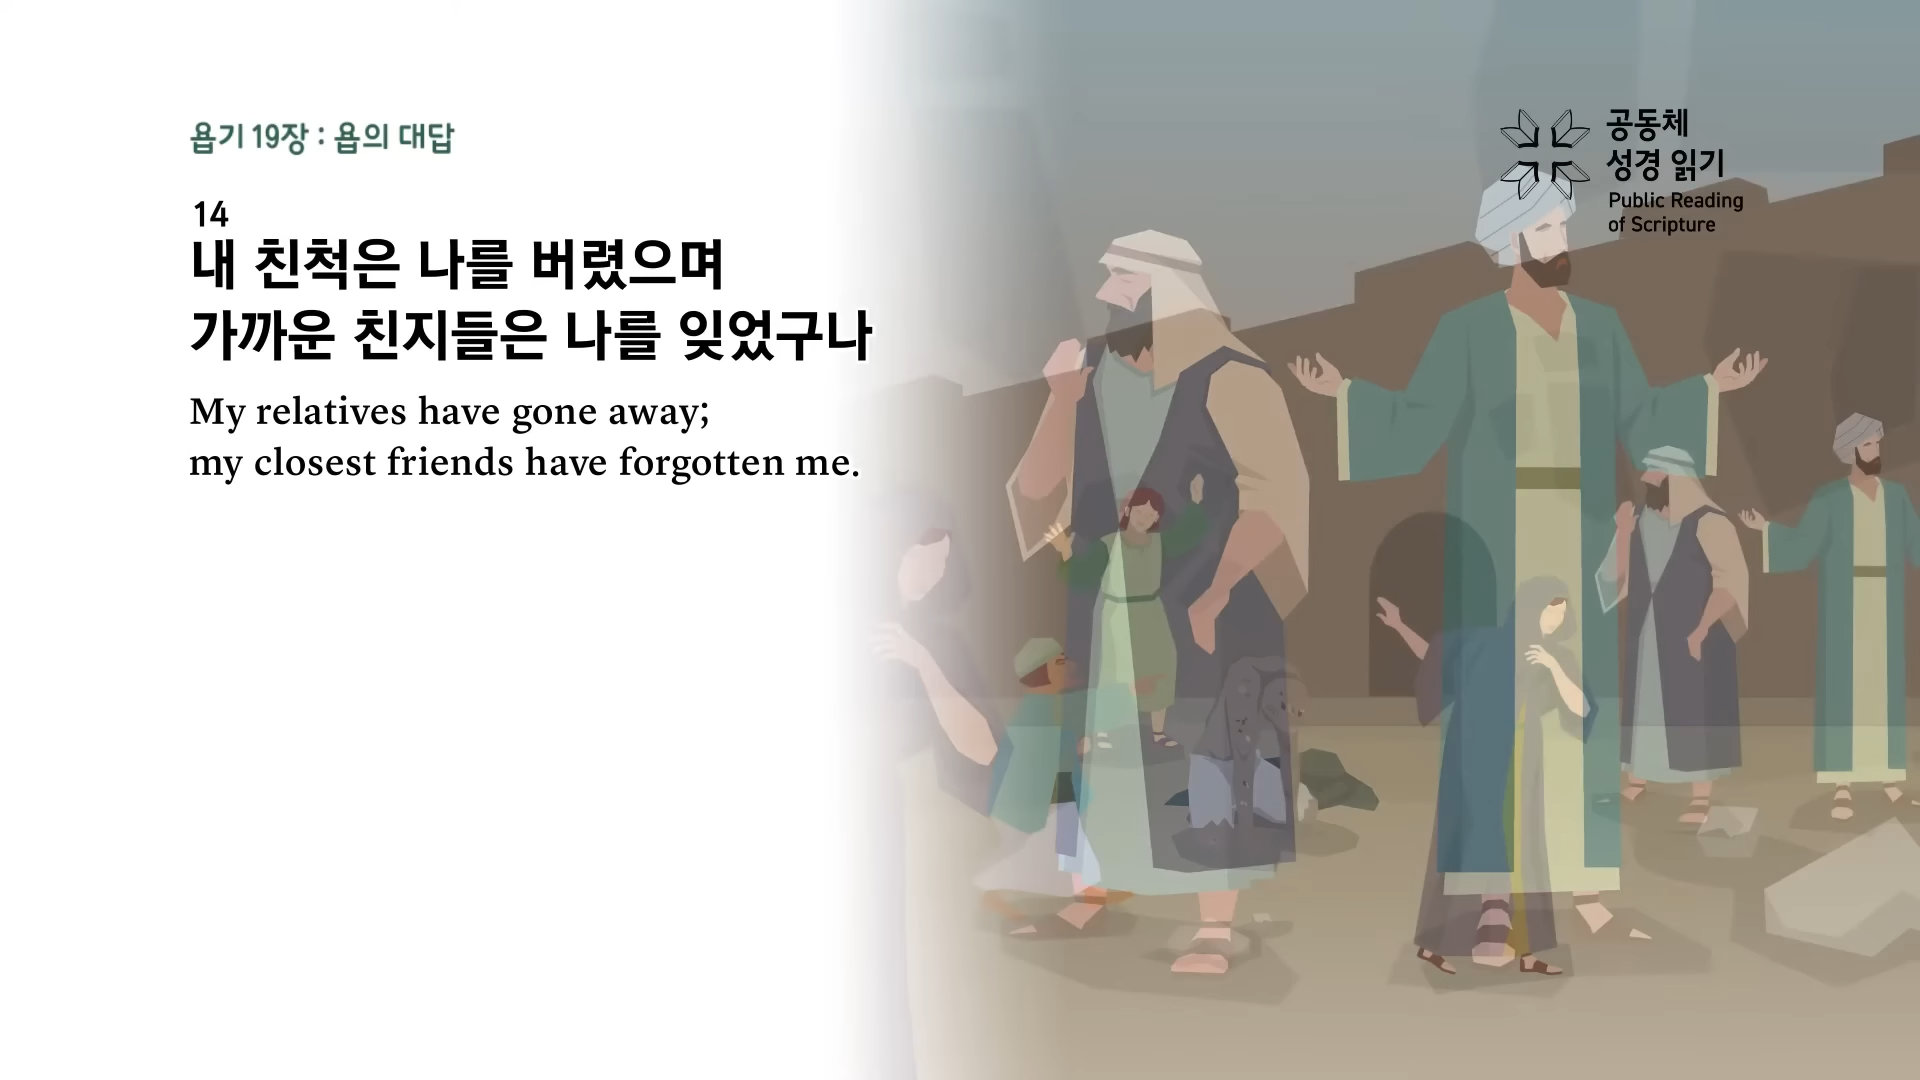 욥기 19장 : 욥의 대답
14
내 친척은 나를 버렸으며
가까운 친지들은 나를 잊었구나
My relatives have gone away;
my closest friends have forgotten me.
공동체
성경 읽기
Public Reading
of Scripture